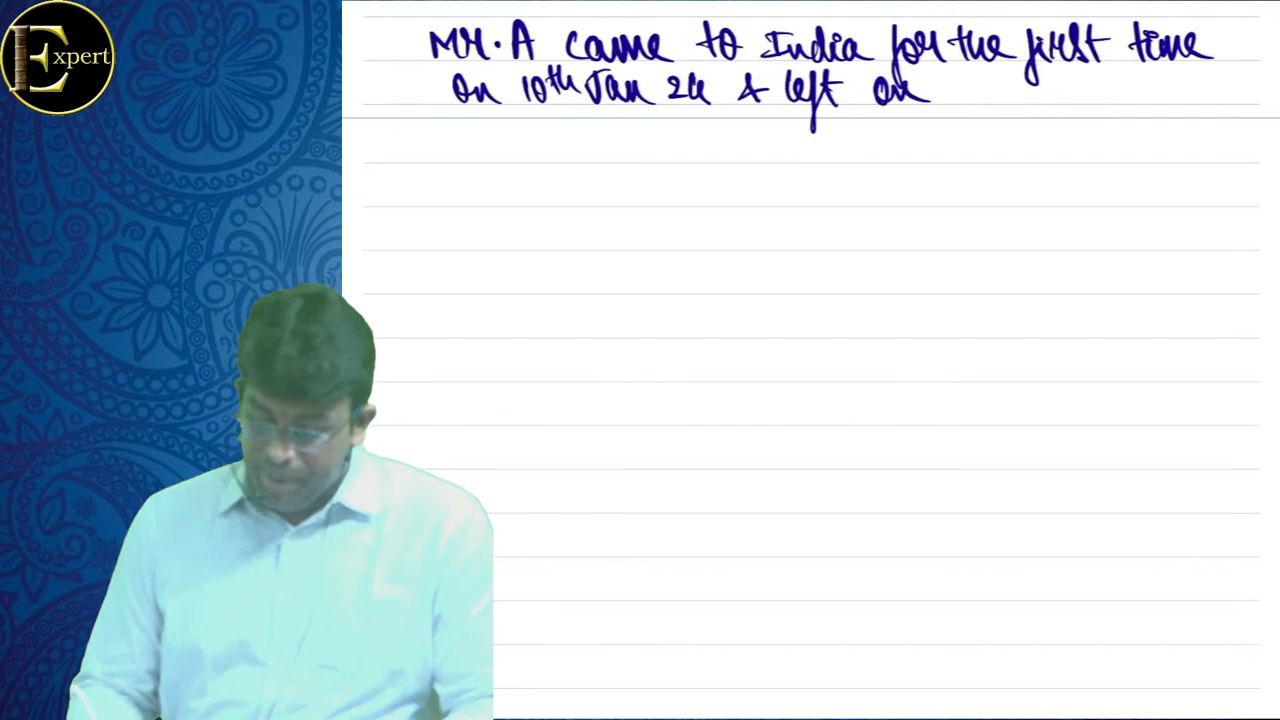 Expert
Mr. A came to India for the first time
on 10th Jan 24 & left on